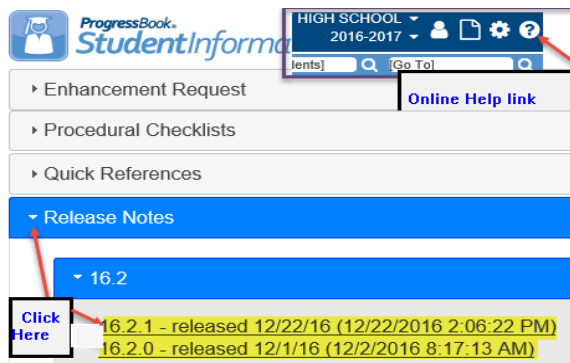 ProgressBook.
StudentInforma
HIGH SCHOOL
2016-2017
lents]
[Go To]
Online Help link
Enhancement Request
Procedural Checklists
Quick References
Release Notes
16.2
Click
Here
16.2.1 - released 12/22/16 (12/22/2016 2:06:22 PM)
16.2.0 - released 12/1/16 (12/2/2016 8:17:13 AM)